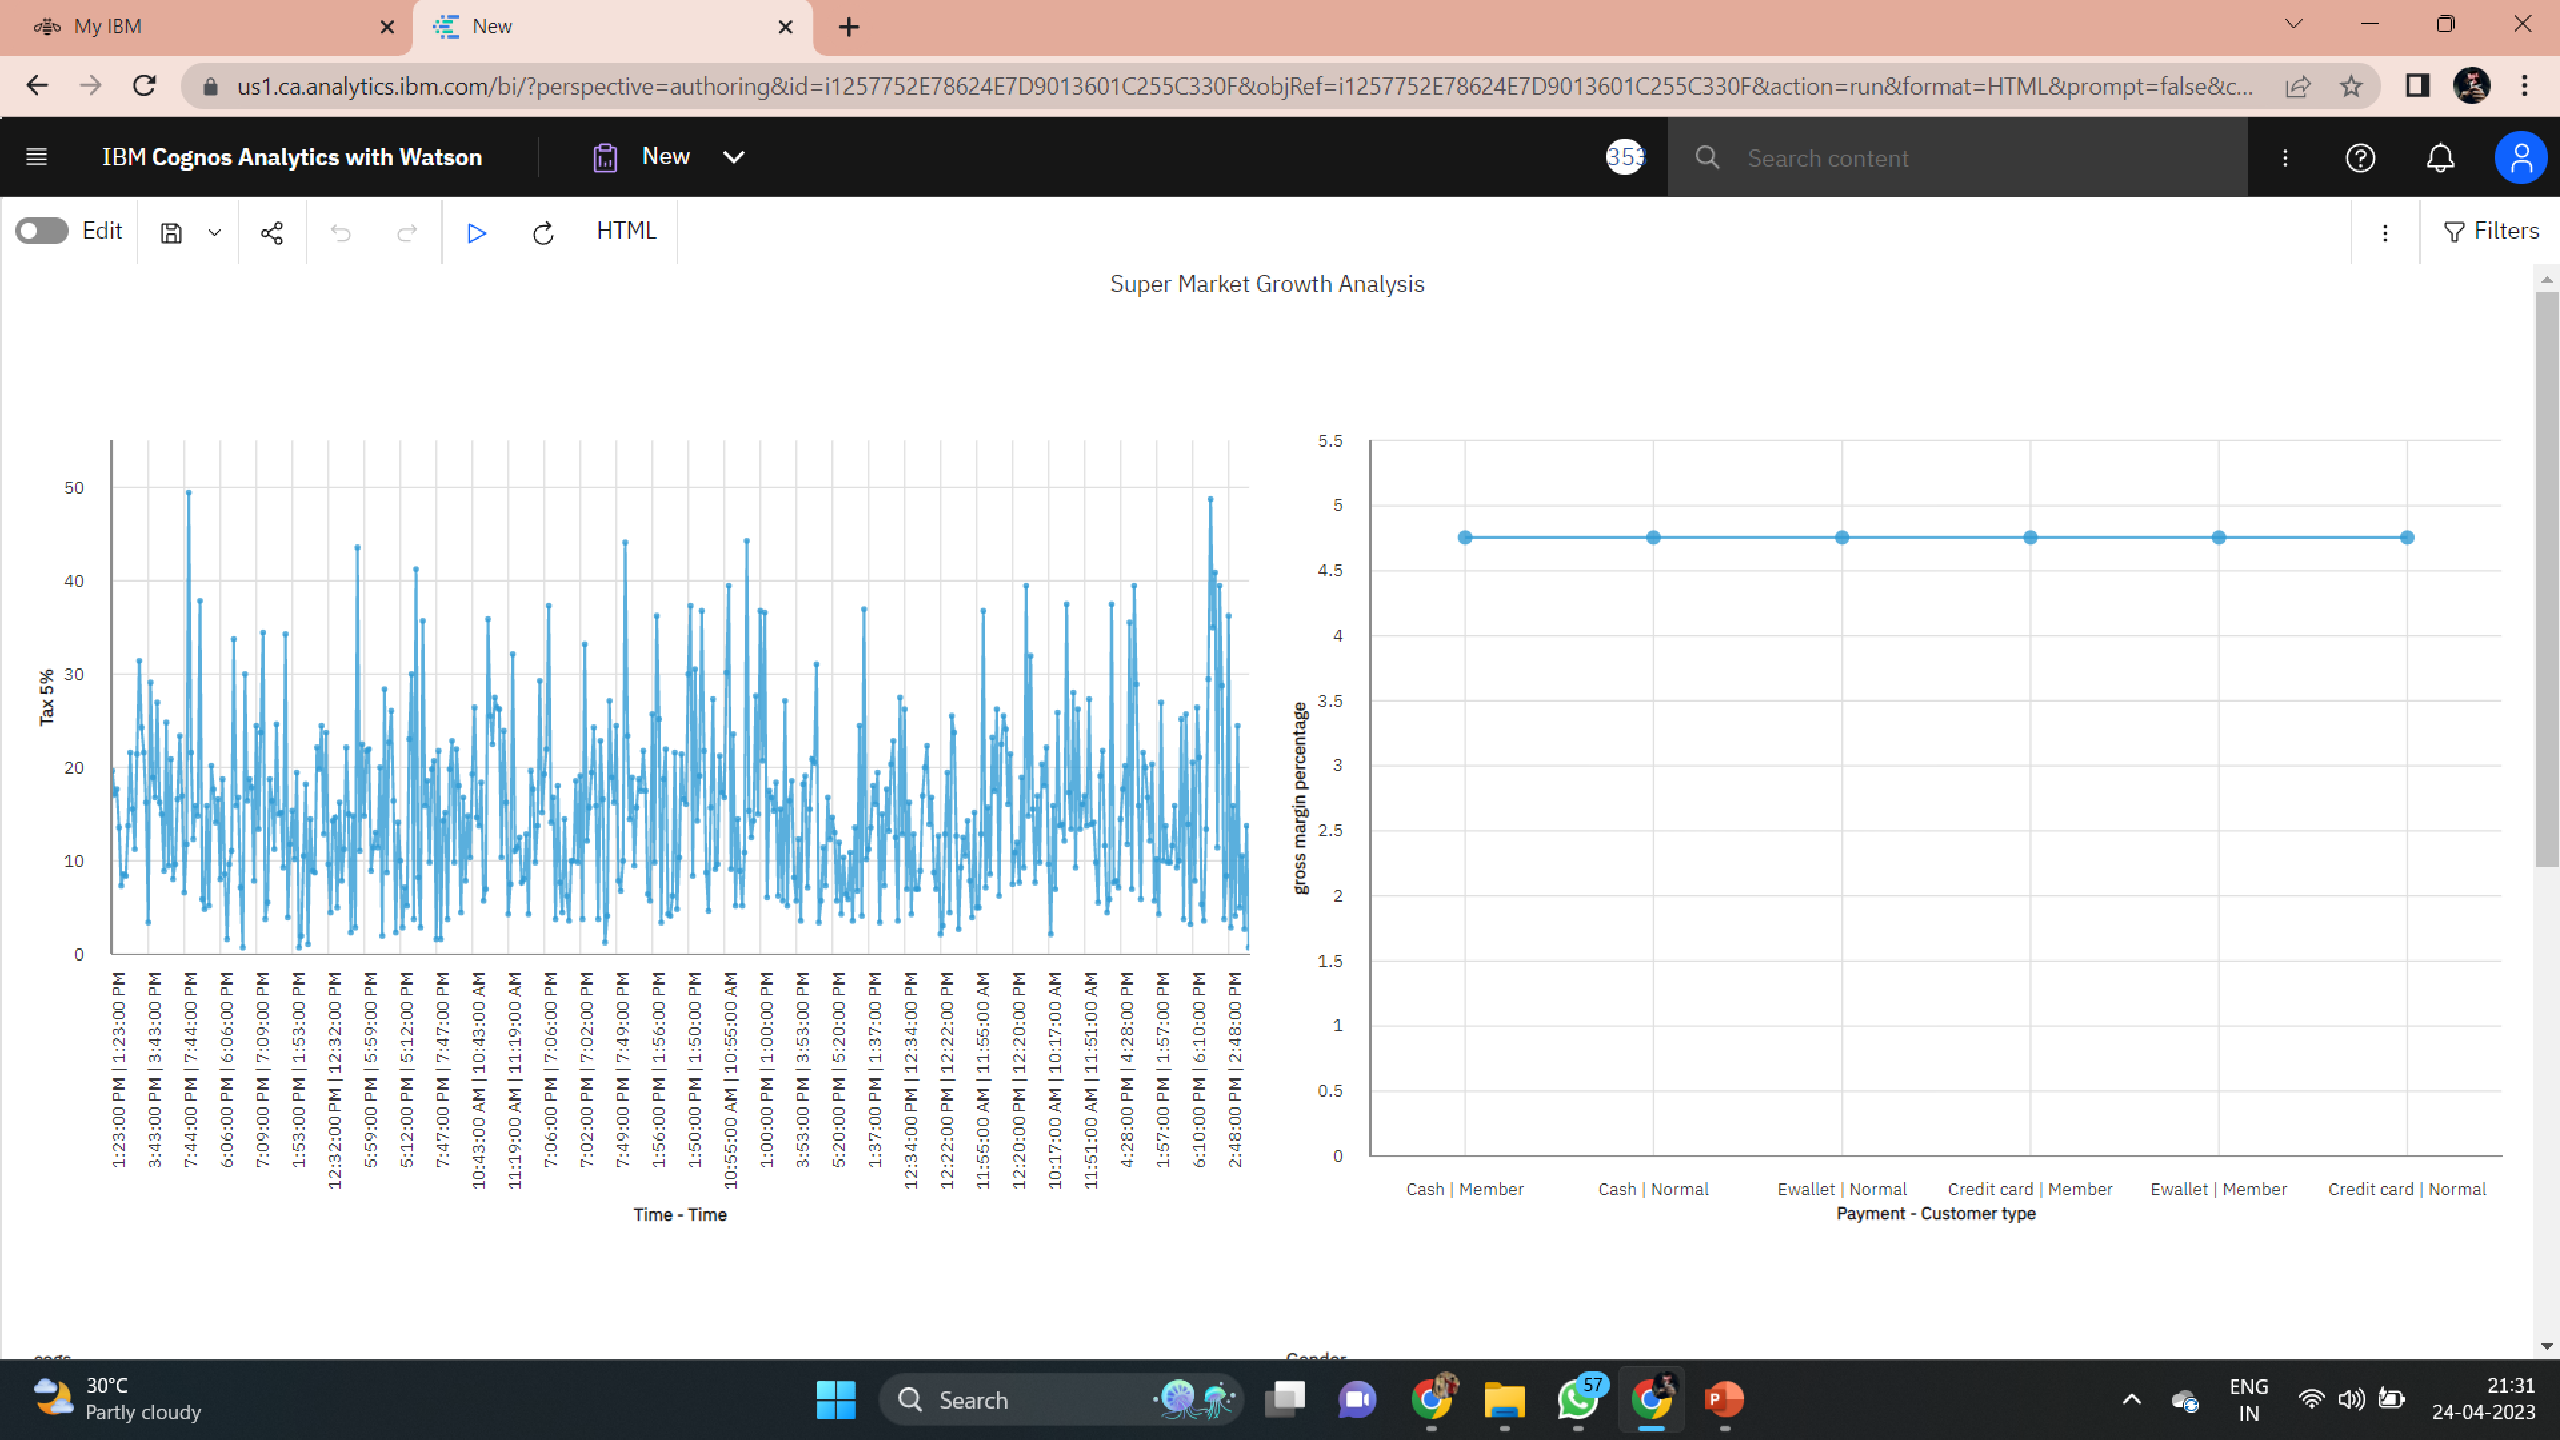 My IBM
New
us1.ca.analytics.ibm.com/bi/?perspective=authoring&id=i1257752E78624E7D9013601C255C330F&objRef=i1257752E78624E7D9013601C255C330F&action=run&format=HTML&prompt=false&c...
IBM Cognos Analytics with Watson
New
353
Search content
Edit
HTML
Filters
Super Market Growth Analysis
Tax 5%
50
40
30
20
10
0
1:23:00 PM | 1:23:00 PM
3:43:00 PM | 3:43:00 PM
7:44:00 PM | 7:44:00 PM
6:06:00 PM | 6:06:00 PM
7:09:00 PM | 7:09:00 PM
1:53:00 PM | 1:53:00 PM
12:32:00 PM | 12:32:00 PM
5:59:00 PM | 5:59:00 PM
5:12:00 PM | 5:12:00 PM
7:47:00 PM | 7:47:00 PM
10:43:00 AM | 10:43:00 AM
11:19:00 AM | 11:19:00 AM
7:06:00 PM | 7:06:00 PM
7:02:00 PM | 7:02:00 PM
7:49:00 PM | 7:49:00 PM
1:56:00 PM | 1:56:00 PM
1:50:00 PM | 1:50:00 PM
10:55:00 AM | 10:55:00 AM
1:00:00 PM | 1:00:00 PM
3:53:00 PM | 3:53:00 PM
5:20:00 PM | 5:20:00 PM
1:37:00 PM | 1:37:00 PM
12:34:00 PM | 12:34:00 PM
12:22:00 PM | 12:22:00 PM
11:55:00 AM | 11:55:00 AM
12:20:00 PM | 12:20:00 PM
10:17:00 AM | 10:17:00 AM
11:51:00 AM | 11:51:00 AM
4:28:00 PM | 4:28:00 PM
1:57:00 PM | 1:57:00 PM
6:10:00 PM | 6:10:00 PM
2:48:00 PM | 2:48:00 PM
Time - Time
gross margin percentage
5.5
5
4.5
4
3.5
3
2.5
2
1.5
1
0.5
0
Cash | Member
Cash | Normal
Ewallet | Normal
Credit card | Member
Ewallet | Member
Credit card | Normal
Payment - Customer type
Gender
30°C
Partly cloudy
Search
57
ENG
IN
21:31
24-04-2023